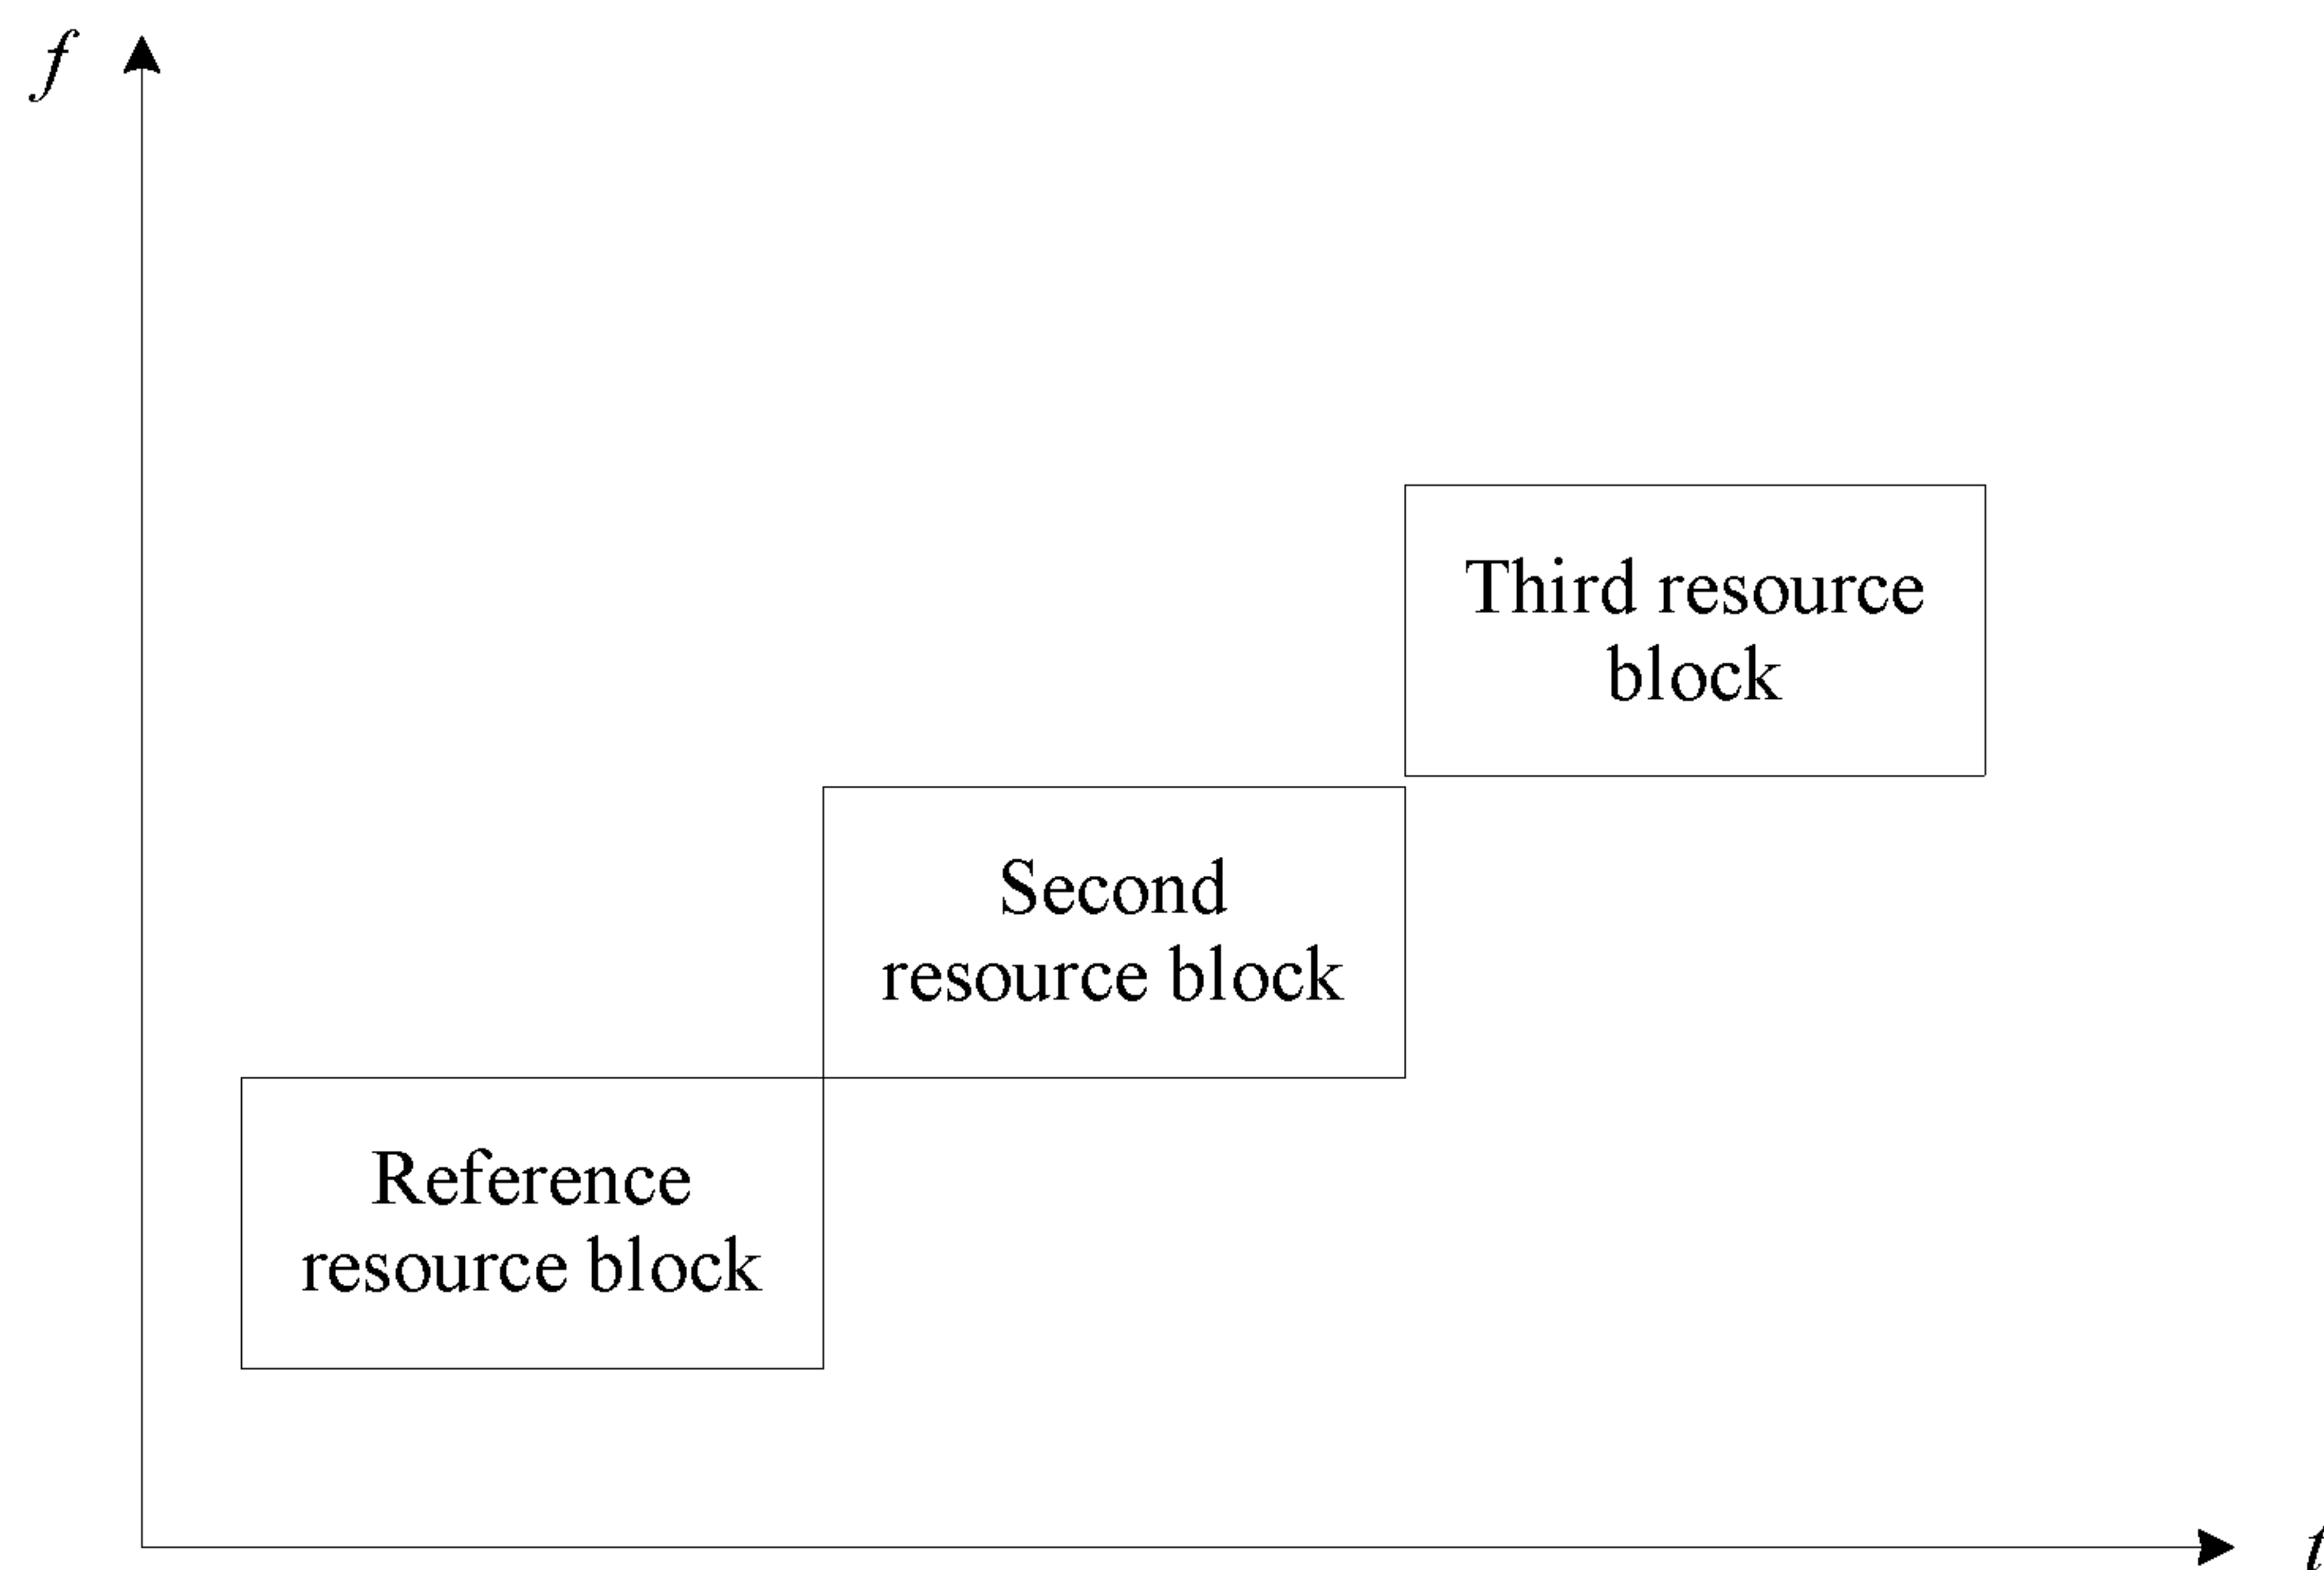 f
Third resource
block
Second
resource block
Reference
resource block
t